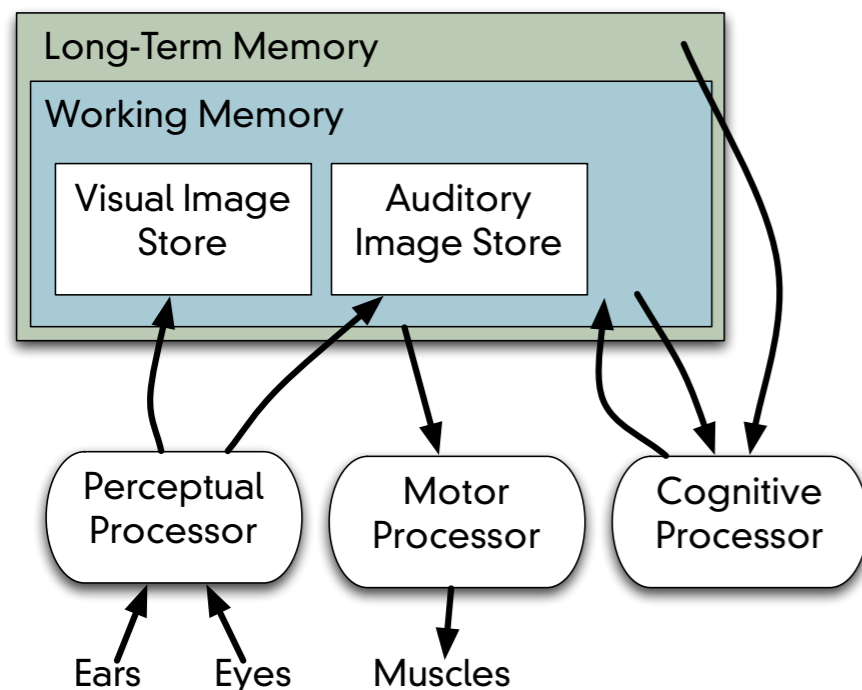 Long-Term Memory
Working Memory
Visual Image
Store
Auditory
Image Store
Perceptual
Processor
Motor
Processor
Cognitive
Processor
Ears
Eyes
Muscles